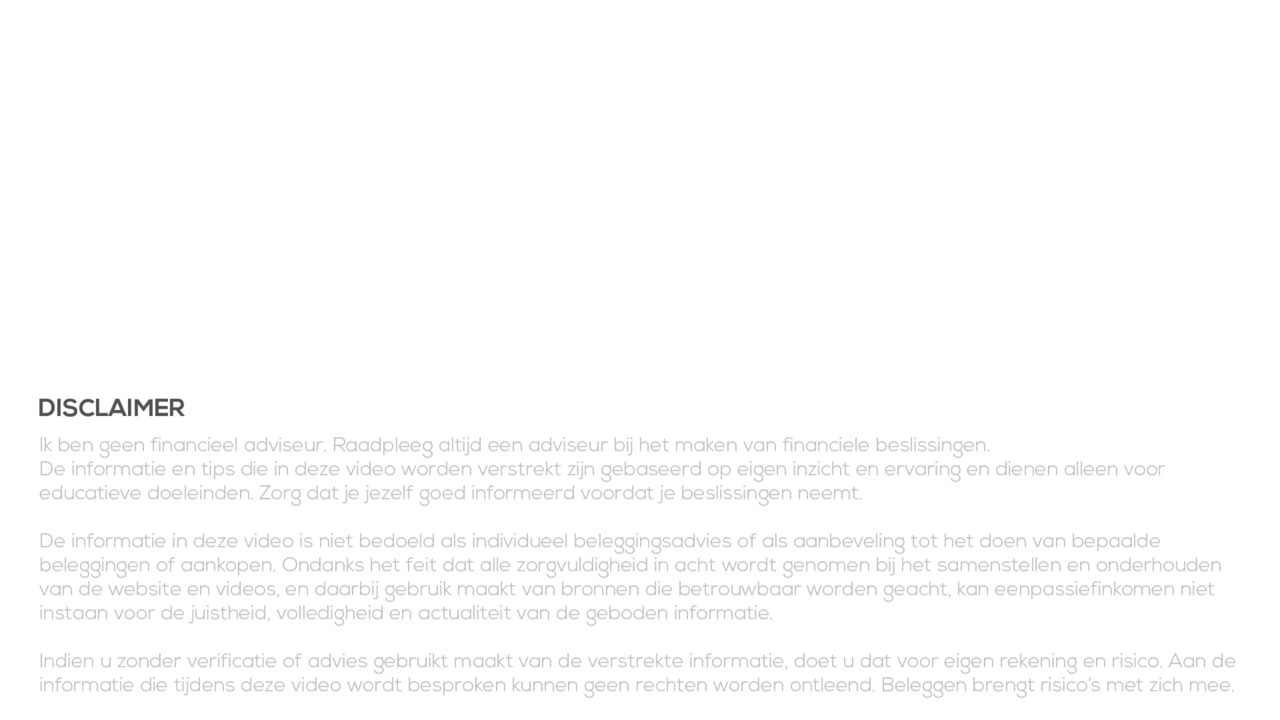 DISCLAIMER
Ik ben geen financieel adviseur. Raadpleeg altijd een adviseur bij het maken van financiele beslissingen.
De informatie en tips die in deze video worden verstrekt zijn gebaseerd op eigen inzicht en ervaring en dienen alleen voor
educatieve doeleinden. Zorg dat je jezelf goed informeerd voordat je beslissingen neemt.
De informatie in deze video is niet bedoeld als individueel beleggingsadvies of als aanbeveling tot het doen van bepaalde
beleggingen of aankopen. Ondanks het feit dat alle zorgvuldigheid in acht wordt genomen bij het samenstellen en onderhouden
van de website en videos, en daarbij gebruik maakt van bronnen die betrouwbaar worden geacht, kan eenpassiefinkomen niet
instaan voor de juistheid, volledigheid en actualiteit van de geboden informatie.
Indien u zonder verificatie of advies gebruikt maakt van de verstrekte informatie, doet u dat voor eigen rekening en risico. Aan de
informatie die tijdens deze video wordt besproken kunnen geen rechten worden ontleend. Beleggen brengt risico's met zich mee.